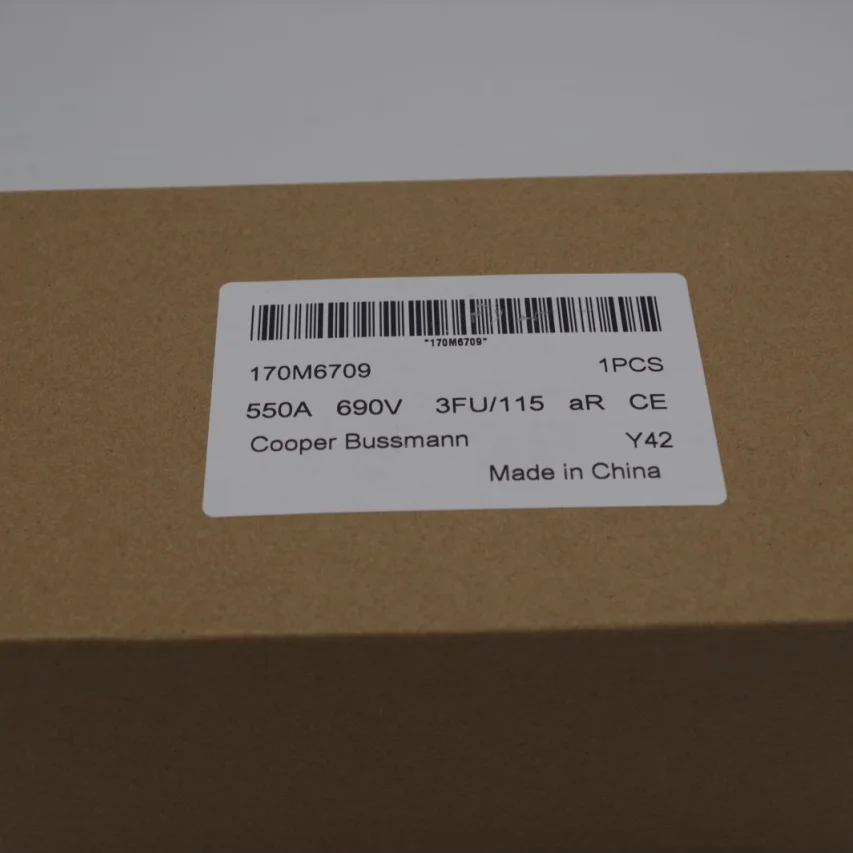 "170M6709"
170M6709 1PCS
550A 690V 3FU/115 aR CE
Cooper Bussmann Y42
Made in China